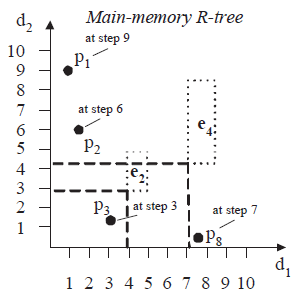 Main-memory R-tree
d2
at step 9
10
p1
9
8
7
at step 6
6
p2
5
4
e2
e4
3
2
p3
at step 3
at step 7
1
p8
d1
1 2 3 4 5 6 7 8 9 10